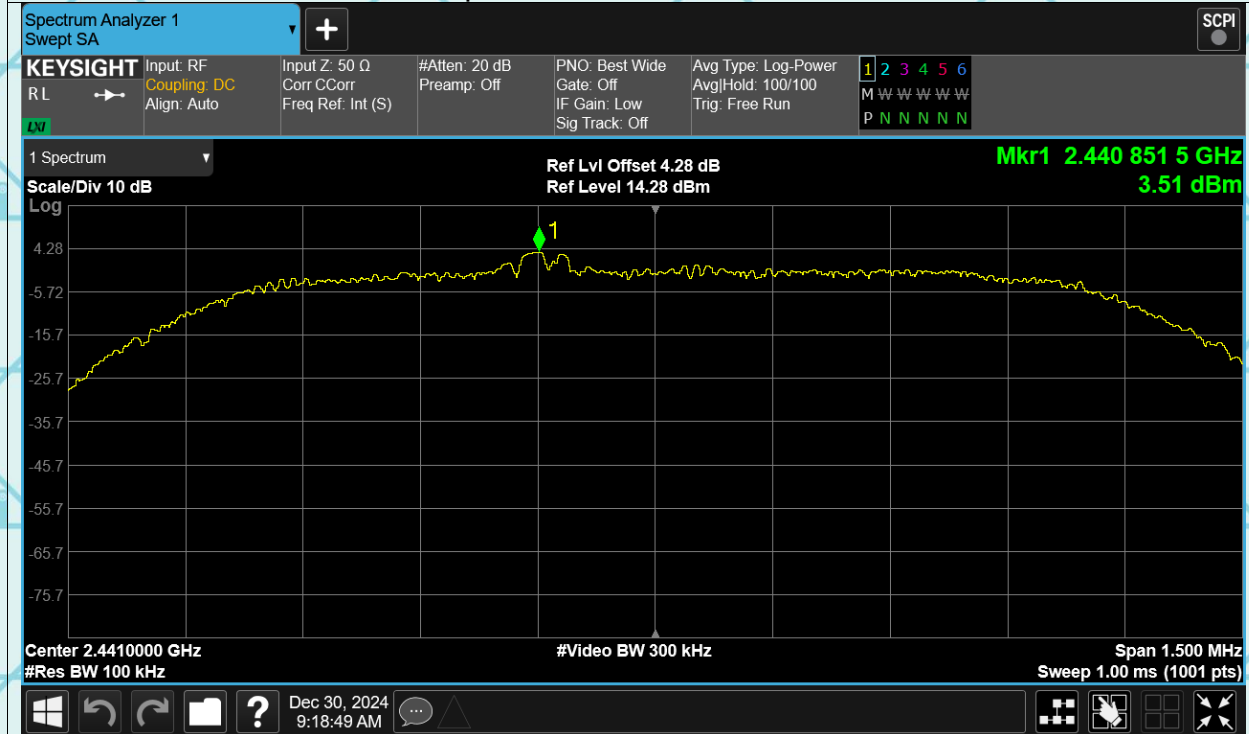 Spectrum Analyzer 1
Swept SA
+
SCPI
KEYSIGHT
R L
LXI
Input: RF
Coupling: DC
Align: Auto
Input Z: 50 Ω
Corr CCorr
Freq Ref: Int (S)
#Atten: 20 dB
Preamp: Off
PNO: Best Wide
Gate: Off
IF Gain: Low
Sig Track: Off
Avg Type: Log-Power
Avg|Hold: 100/100
Trig: Free Run
1 2 3 4 5 6
M W W W W W
P N N N N N
1 Spectrum
Scale/Div 10 dB
Log
Ref Lvl Offset 4.28 dB
Ref Level 14.28 dBm
Mkr1 2.440 851 5 GHz
3.51 dBm
1
4.28
-5.72
-15.7
-25.7
-35.7
-45.7
-55.7
-65.7
-75.7
Center 2.4410000 GHz
#Res BW 100 kHz
#Video BW 300 kHz
Span 1.500 MHz
Sweep 1.00 ms (1001 pts)
?
Dec 30, 2024
9:18:49 AM